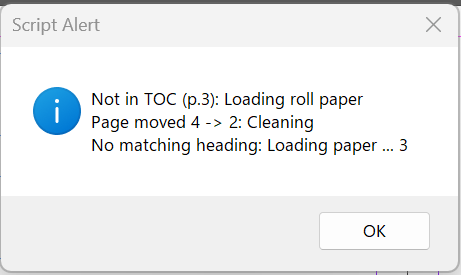 Script Alert
Not in TOC (p.3): Loading roll paper
Page moved 4 -> 2: Cleaning
No matching heading: Loading paper ... 3
OK